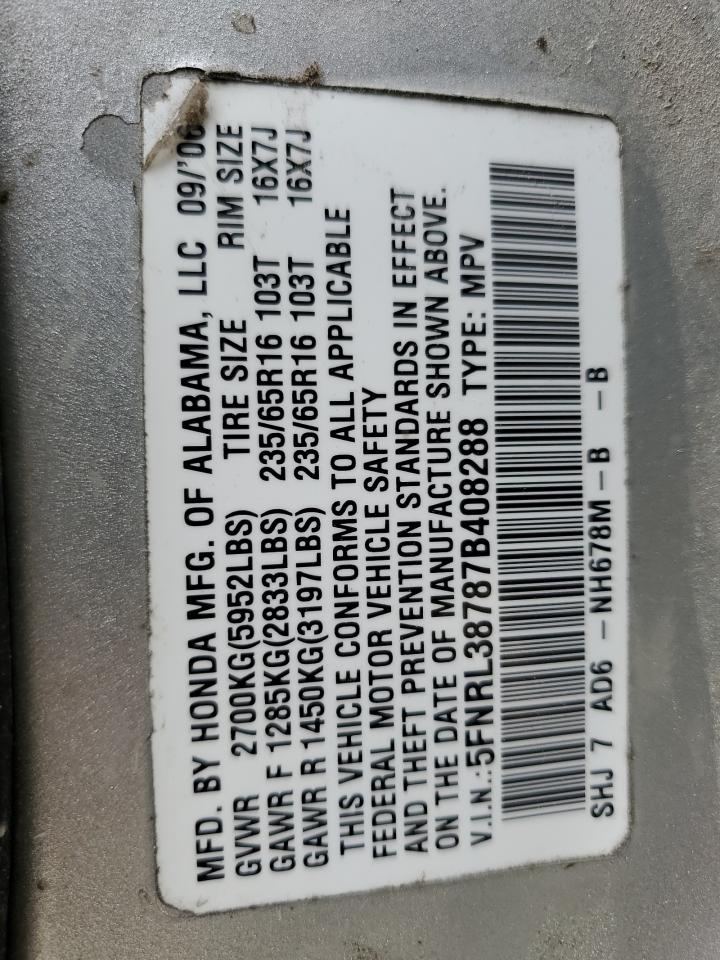 MFD. BY HONDA MFG. OF ALABAMA, LLC 09/'06
GVWR 2700KG(5952LBS) TIRE SIZE RIM SIZE
GAWR F 1285KG(2833LBS) 235/65R16 103T 16X7J
GAWR R 1450KG(3197LBS) 235/65R16 103T 16X7J
THIS VEHICLE CONFORMS TO ALL APPLICABLE
FEDERAL MOTOR VEHICLE SAFETY
AND THEFT PREVENTION STANDARDS IN EFFECT
ON THE DATE OF MANUFACTURE SHOWN ABOVE.
V.I.N.:5FNRL38787B408288 TYPE: MPV
SHJ 7 AD6 -NH678M-B -B